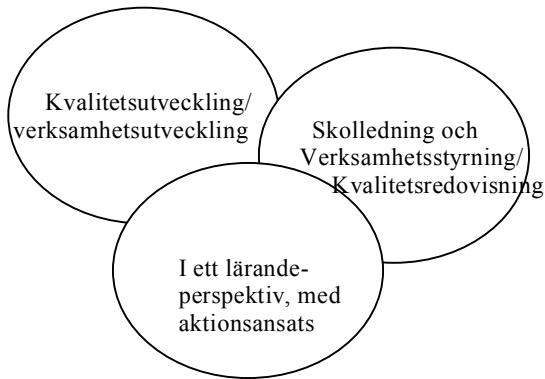 Kvalitetsutveckling/
verksamhetsutveckling
Skolledning och
Verksamhetsstyrning/
Kvalitetsredovisning
I ett lärande-
perspektiv, med
aktionsansats